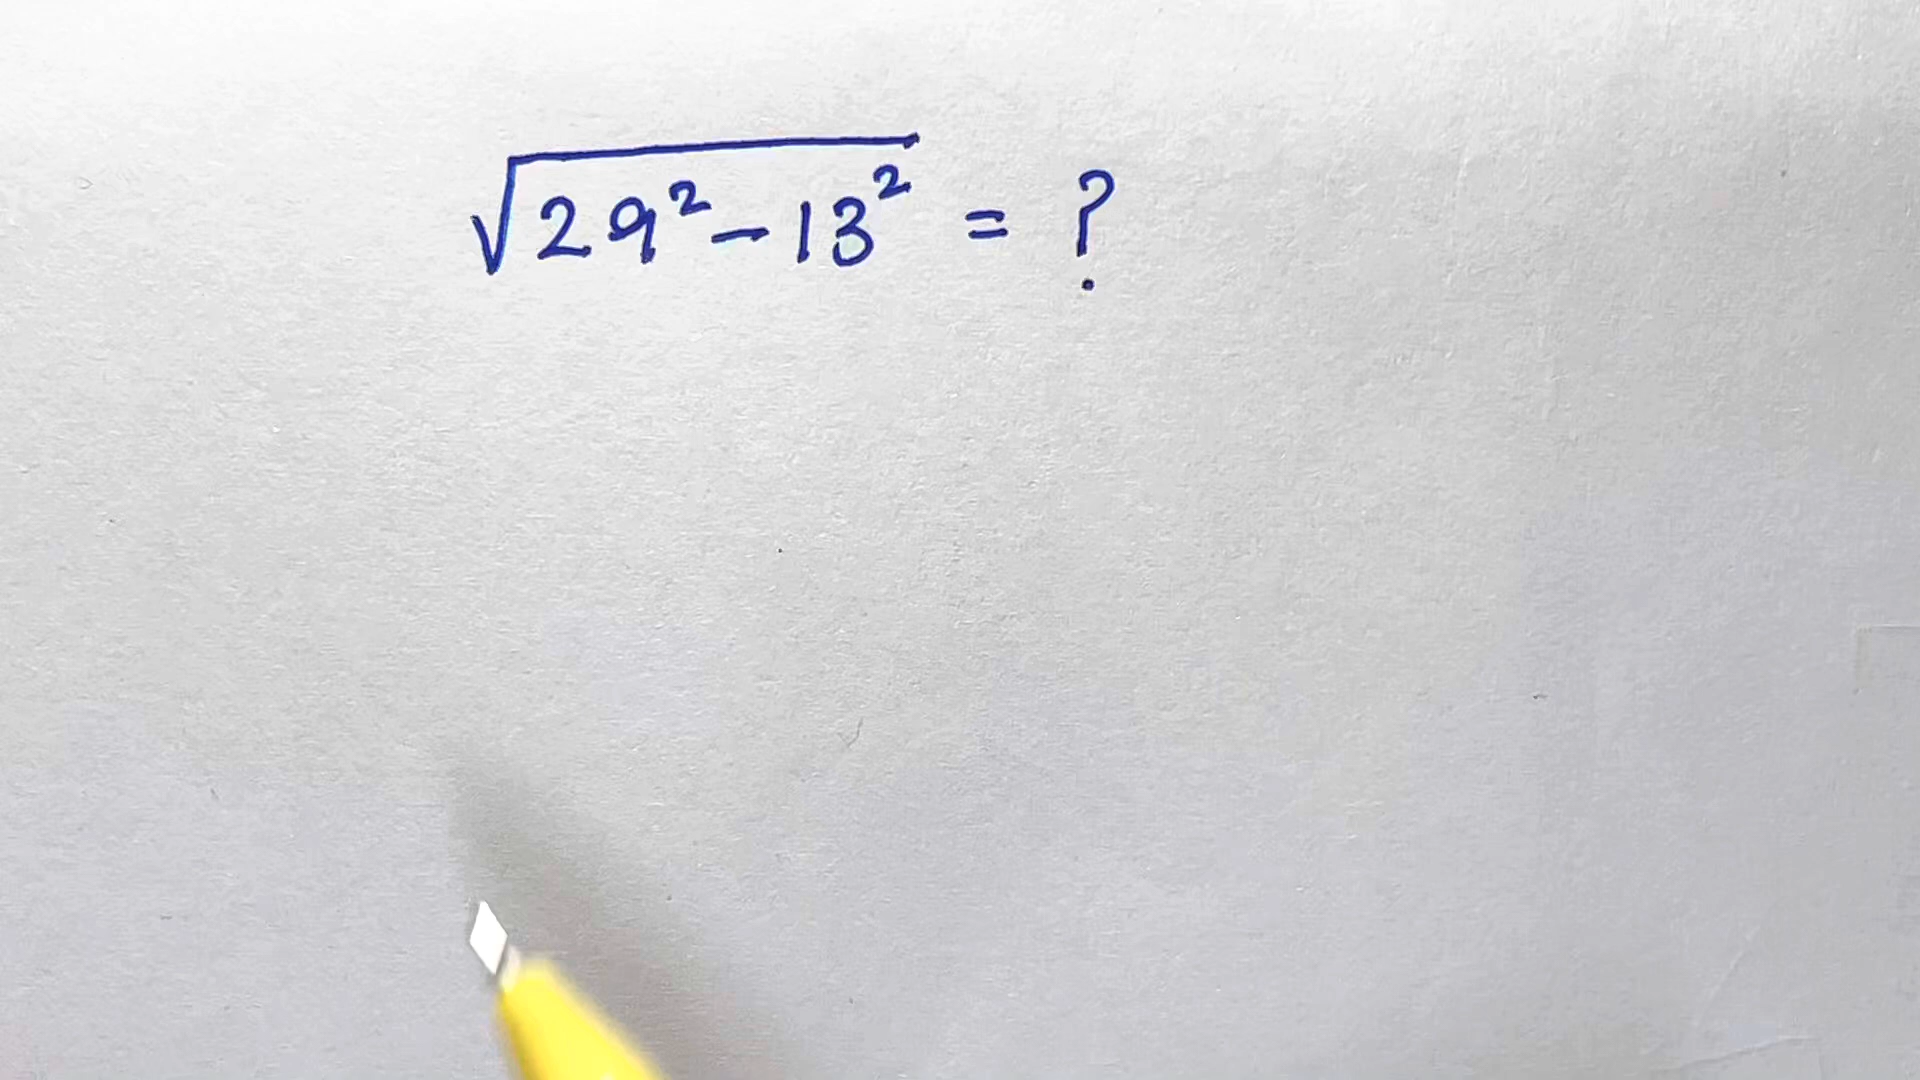 √29² - 13² = ?